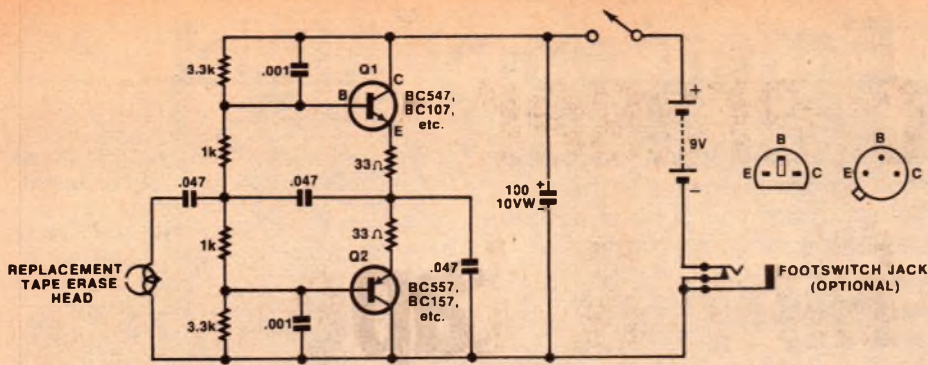 3.3k
.001
Q1
C
B
BC547,
BC107,
etc.
E
1k
33Ω
.047
.047
100
10VW
+
-
+
9V
-
B
E
C
B
E
C
1k
33Ω
Q2
.047
REPLACEMENT
TAPE ERASE
HEAD
BC557,
BC157,
etc.
3.3k
.001
FOOTSWITCH JACK
(OPTIONAL)